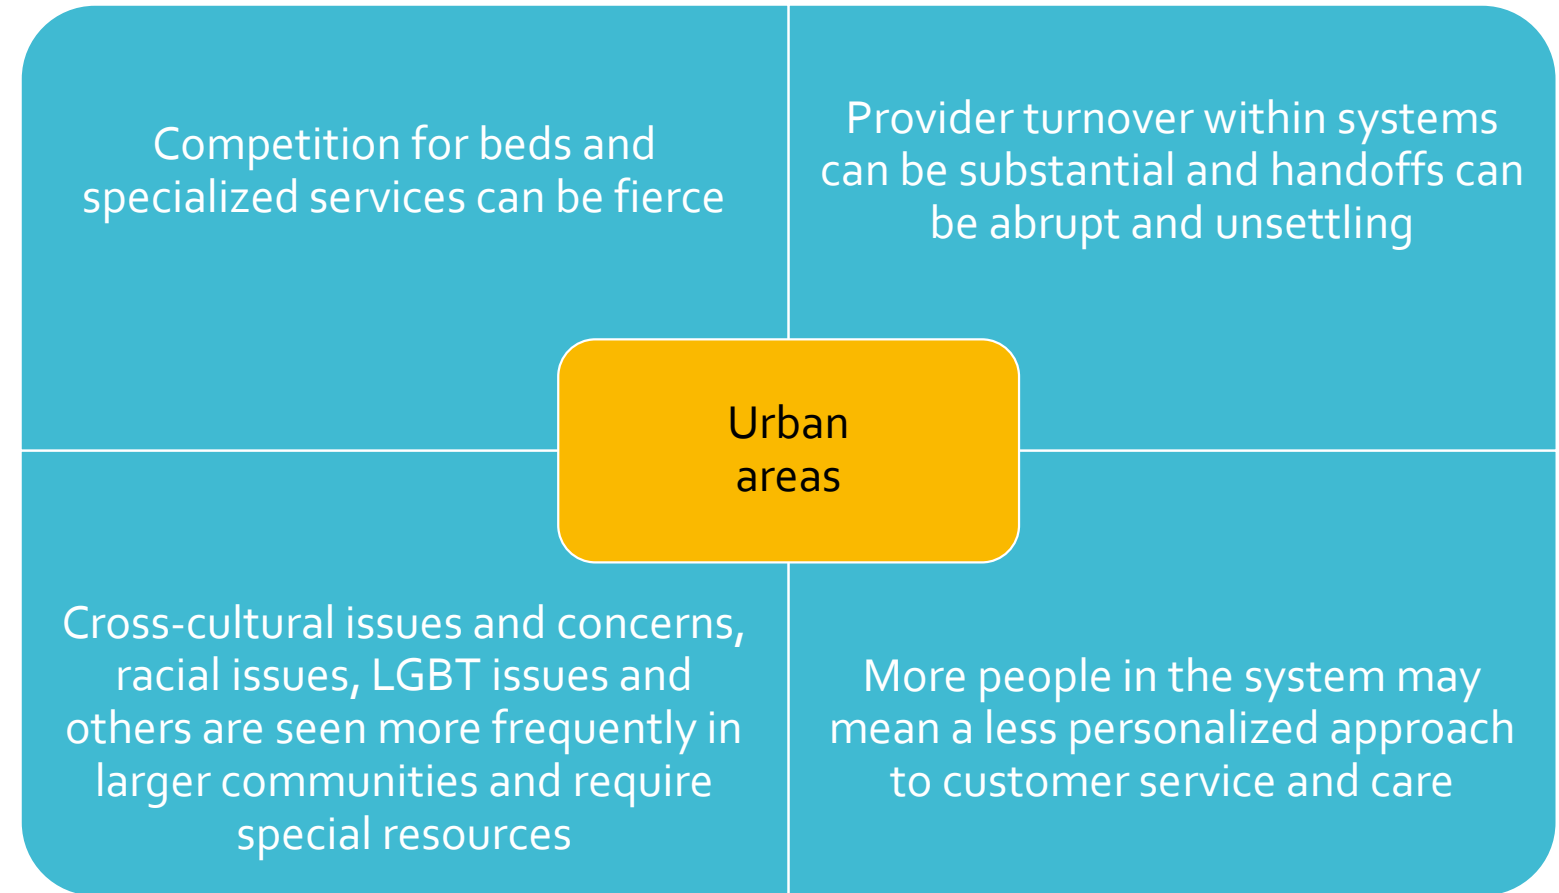 Competition for beds and
specialized services can be fierce
Provider turnover within systems
can be substantial and handoffs can
be abrupt and unsettling
Urban
areas
Cross-cultural issues and concerns,
racial issues, LGBT issues and
others are seen more frequently in
larger communities and require
special resources
More people in the system may
mean a less personalized approach
to customer service and care